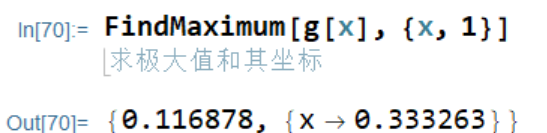 In[70]:= FindMaximum[g[x], {x, 1}]
求极大值和其坐标
Out[70]= {0.116878, {x → 0.333263}}